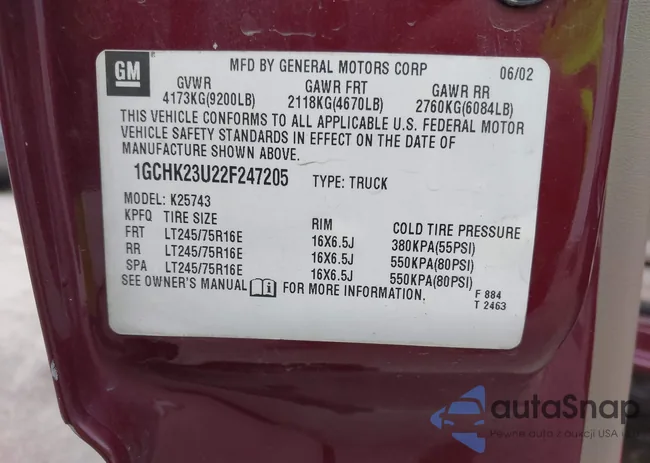 GM
MFD BY GENERAL MOTORS CORP 06/02
GVWR GAWR FRT GAWR RR
4173KG(9200LB) 2118KG(4670LB) 2760KG(6084LB)
THIS VEHICLE CONFORMS TO ALL APPLICABLE U.S. FEDERAL MOTOR
VEHICLE SAFETY STANDARDS IN EFFECT ON THE DATE OF
MANUFACTURE SHOWN ABOVE.
1GCHK23U22F247205 TYPE: TRUCK
MODEL: K25743
KPFQ TIRE SIZE RIM COLD TIRE PRESSURE
FRT LT245/75R16E 16X6.5J 380KPA(55PSI)
RR LT245/75R16E 16X6.5J 550KPA(80PSI)
SPA LT245/75R16E 16X6.5J 550KPA(80PSI)
SEE OWNER'S MANUAL i FOR MORE INFORMATION.
F 884
T 2463
autoSnap
Pewne auto z aukcji USA